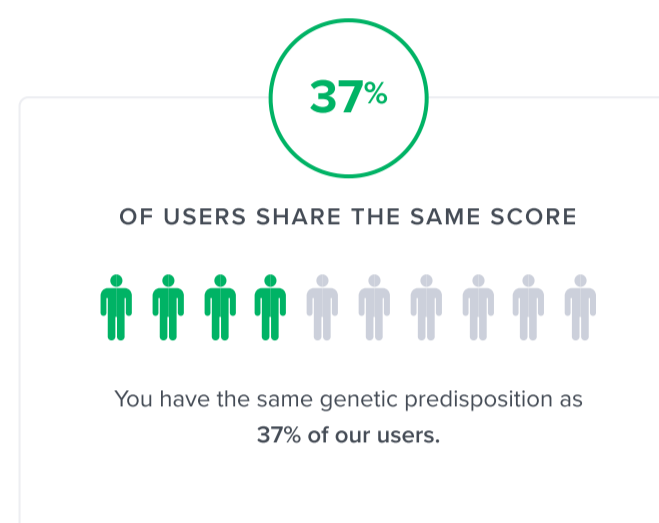 37%
OF USERS SHARE THE SAME SCORE
You have the same genetic predisposition as
37% of our users.